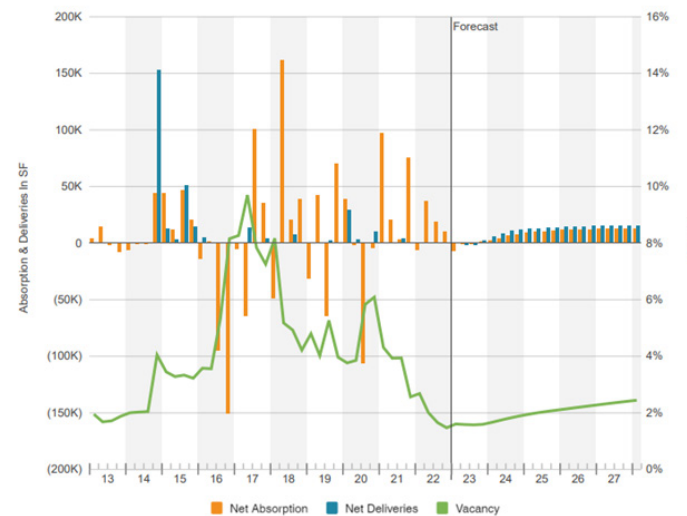 200K 16%
Forecast
150K 14%
100K 12%
50K 10%
0 8%
(50K) 6%
(100K) 4%
(150K) 2%
(200K) 0%
Absorption & Deliveries In SF
13 14 15 16 17 18 19 20 21 22 23 24 25 26 27
Net Absorption Net Deliveries Vacancy